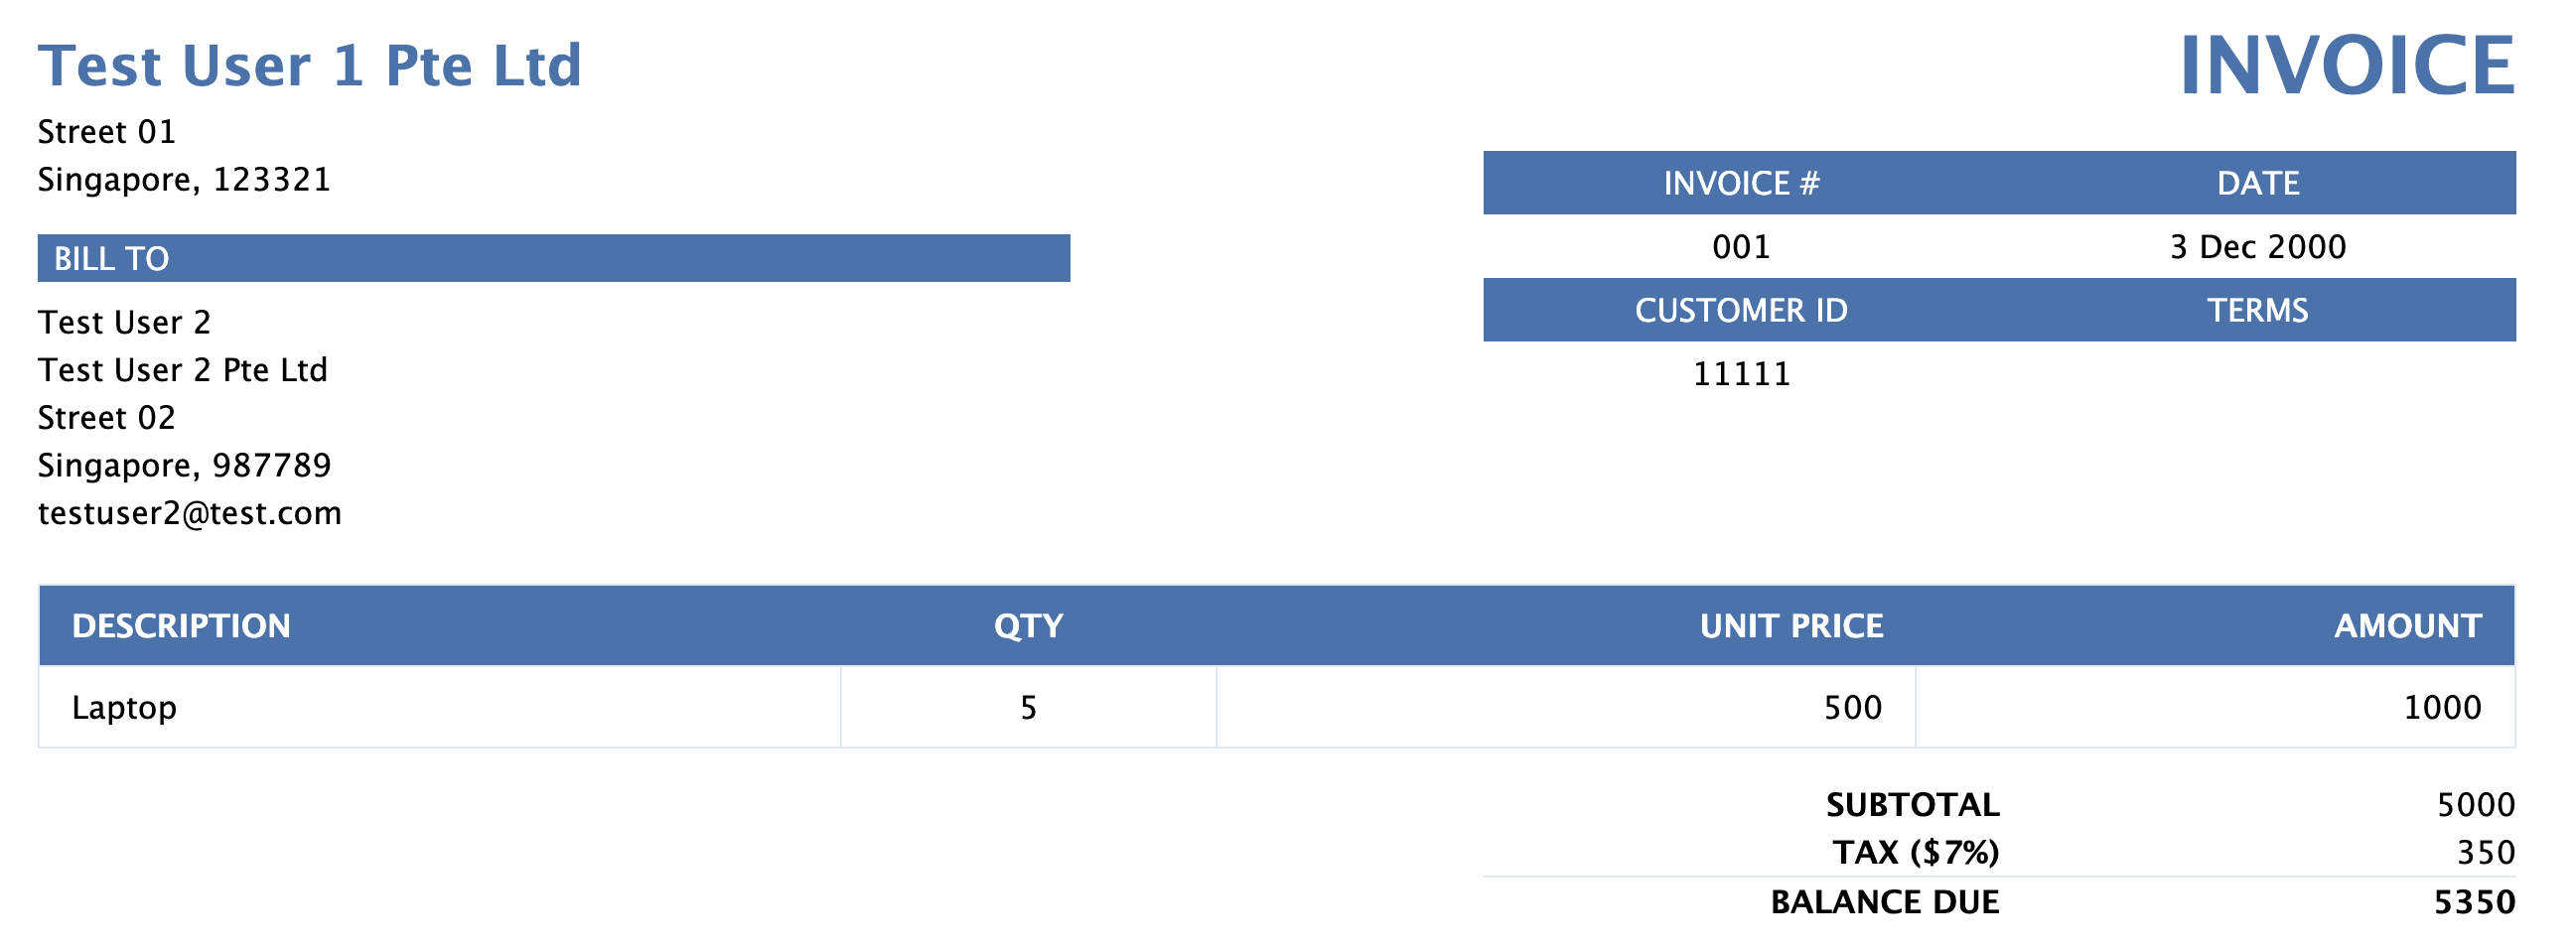 Test User 1 Pte Ltd
INVOICE
Street 01
Singapore, 123321
INVOICE # DATE
001 3 Dec 2000
BILL TO
CUSTOMER ID TERMS
11111
Test User 2
Test User 2 Pte Ltd
Street 02
Singapore, 987789
testuser2@test.com
DESCRIPTION QTY UNIT PRICE AMOUNT
Laptop 5 500 1000
SUBTOTAL 5000
TAX ($7%) 350
BALANCE DUE 5350